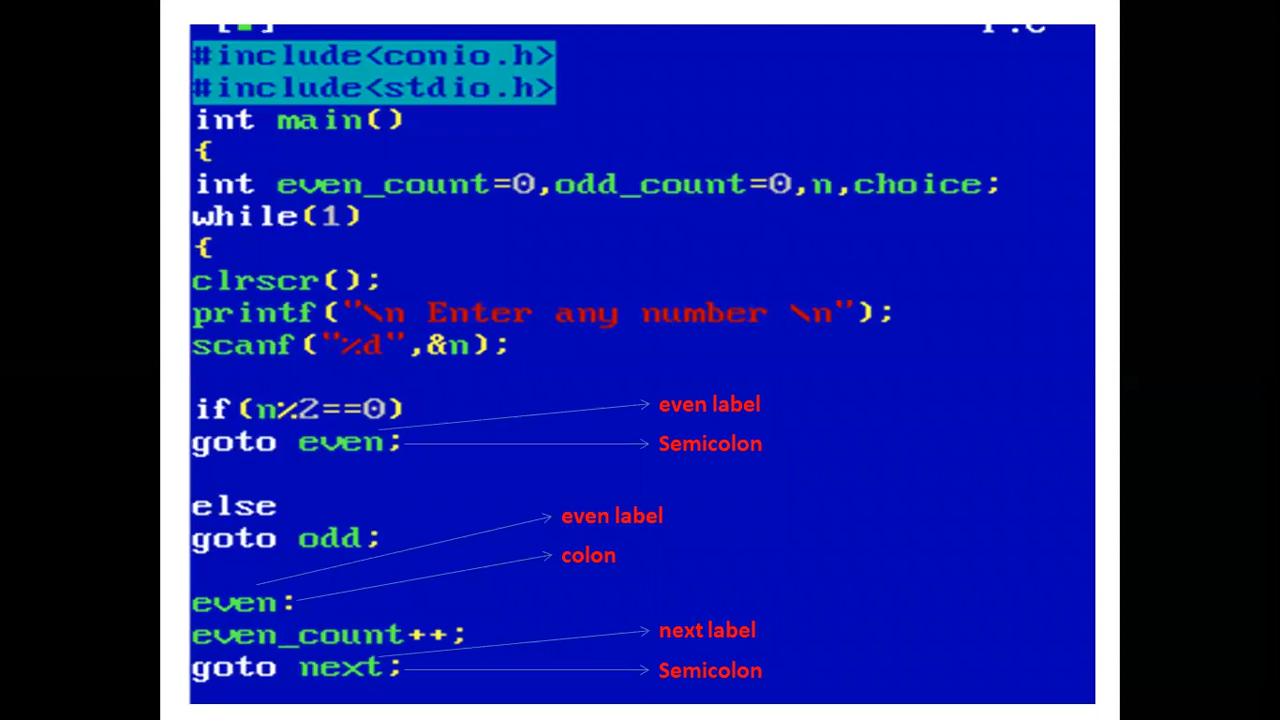 #include<conio.h>
#include<stdio.h>
int main()
{
int even_count=0,odd_count=0,n,choice;
while(1)
{
clrscr();
printf("\n Enter any number \n");
scanf("%d",&n);
if(n%2==0)
even label
goto even;
Semicolon
else
even label
goto odd;
colon
even:
even_count++;
next label
goto next;
Semicolon